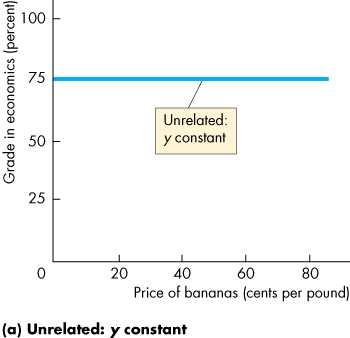 Grade in economics (percent)
100
75
50
25
0
Unrelated:
y constant
20
40
60
80
Price of bananas (cents per pound)
(a) Unrelated: y constant